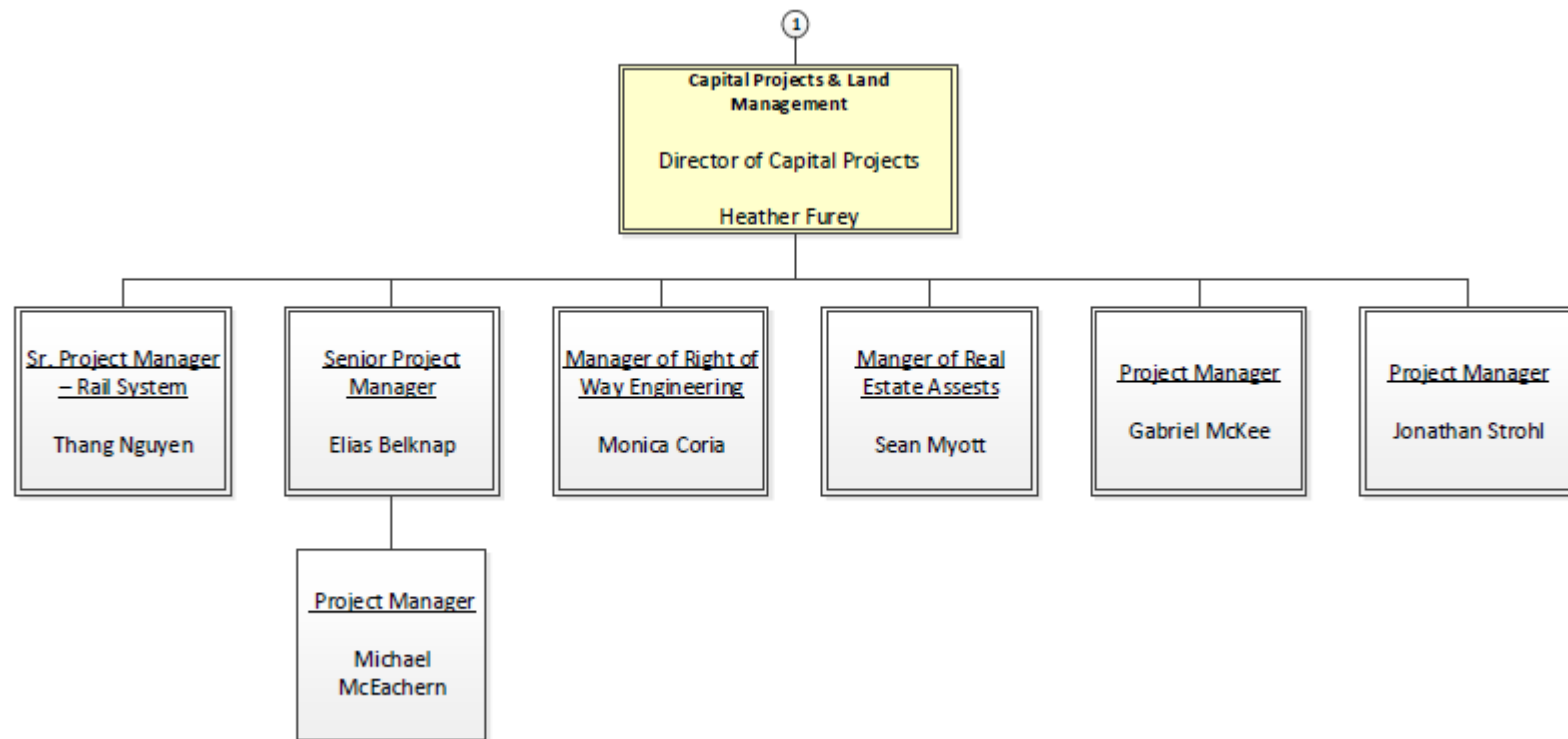 1
Capital Projects & Land
Management
Director of Capital Projects
Heather Furey
Sr. Project Manager
– Rail System
Thang Nguyen
Senior Project
Manager
Elias Belknap
Manager of Right of
Way Engineering
Monica Coria
Manger of Real
Estate Assests
Sean Myott
Project Manager
Gabriel McKee
Project Manager
Jonathan Strohl
Project Manager
Michael
McEachern